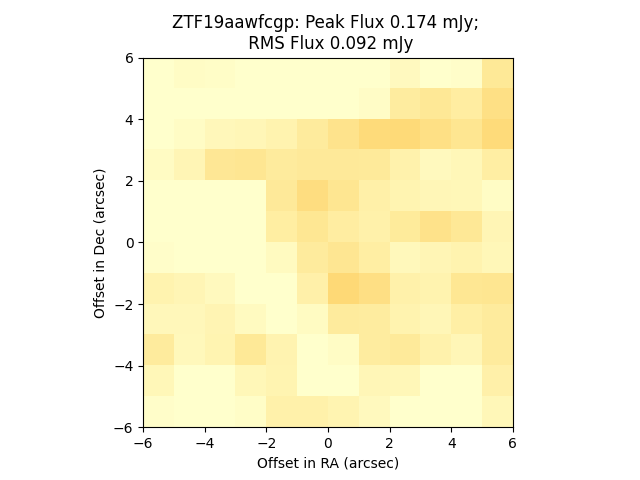 ZTF19aawfcgp: Peak Flux 0.174 mJy;
RMS Flux 0.092 mJy
6
4
2
0
−2
−4
−6
Offset in Dec (arcsec)
−6 −4 −2 0 2 4 6
Offset in RA (arcsec)